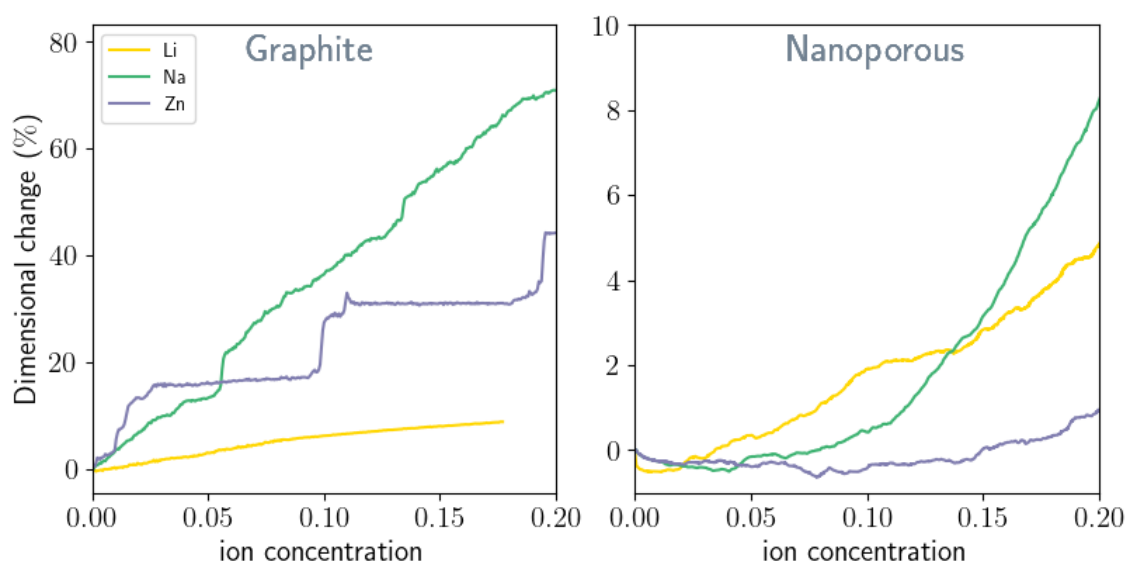 Graphite
Li
Na
Zn
Dimensional change (%)
80
60
40
20
0
0.00 0.05 0.10 0.15 0.20
ion concentration
Nanoporous
10
8
6
4
2
0
0.00 0.05 0.10 0.15 0.20
ion concentration